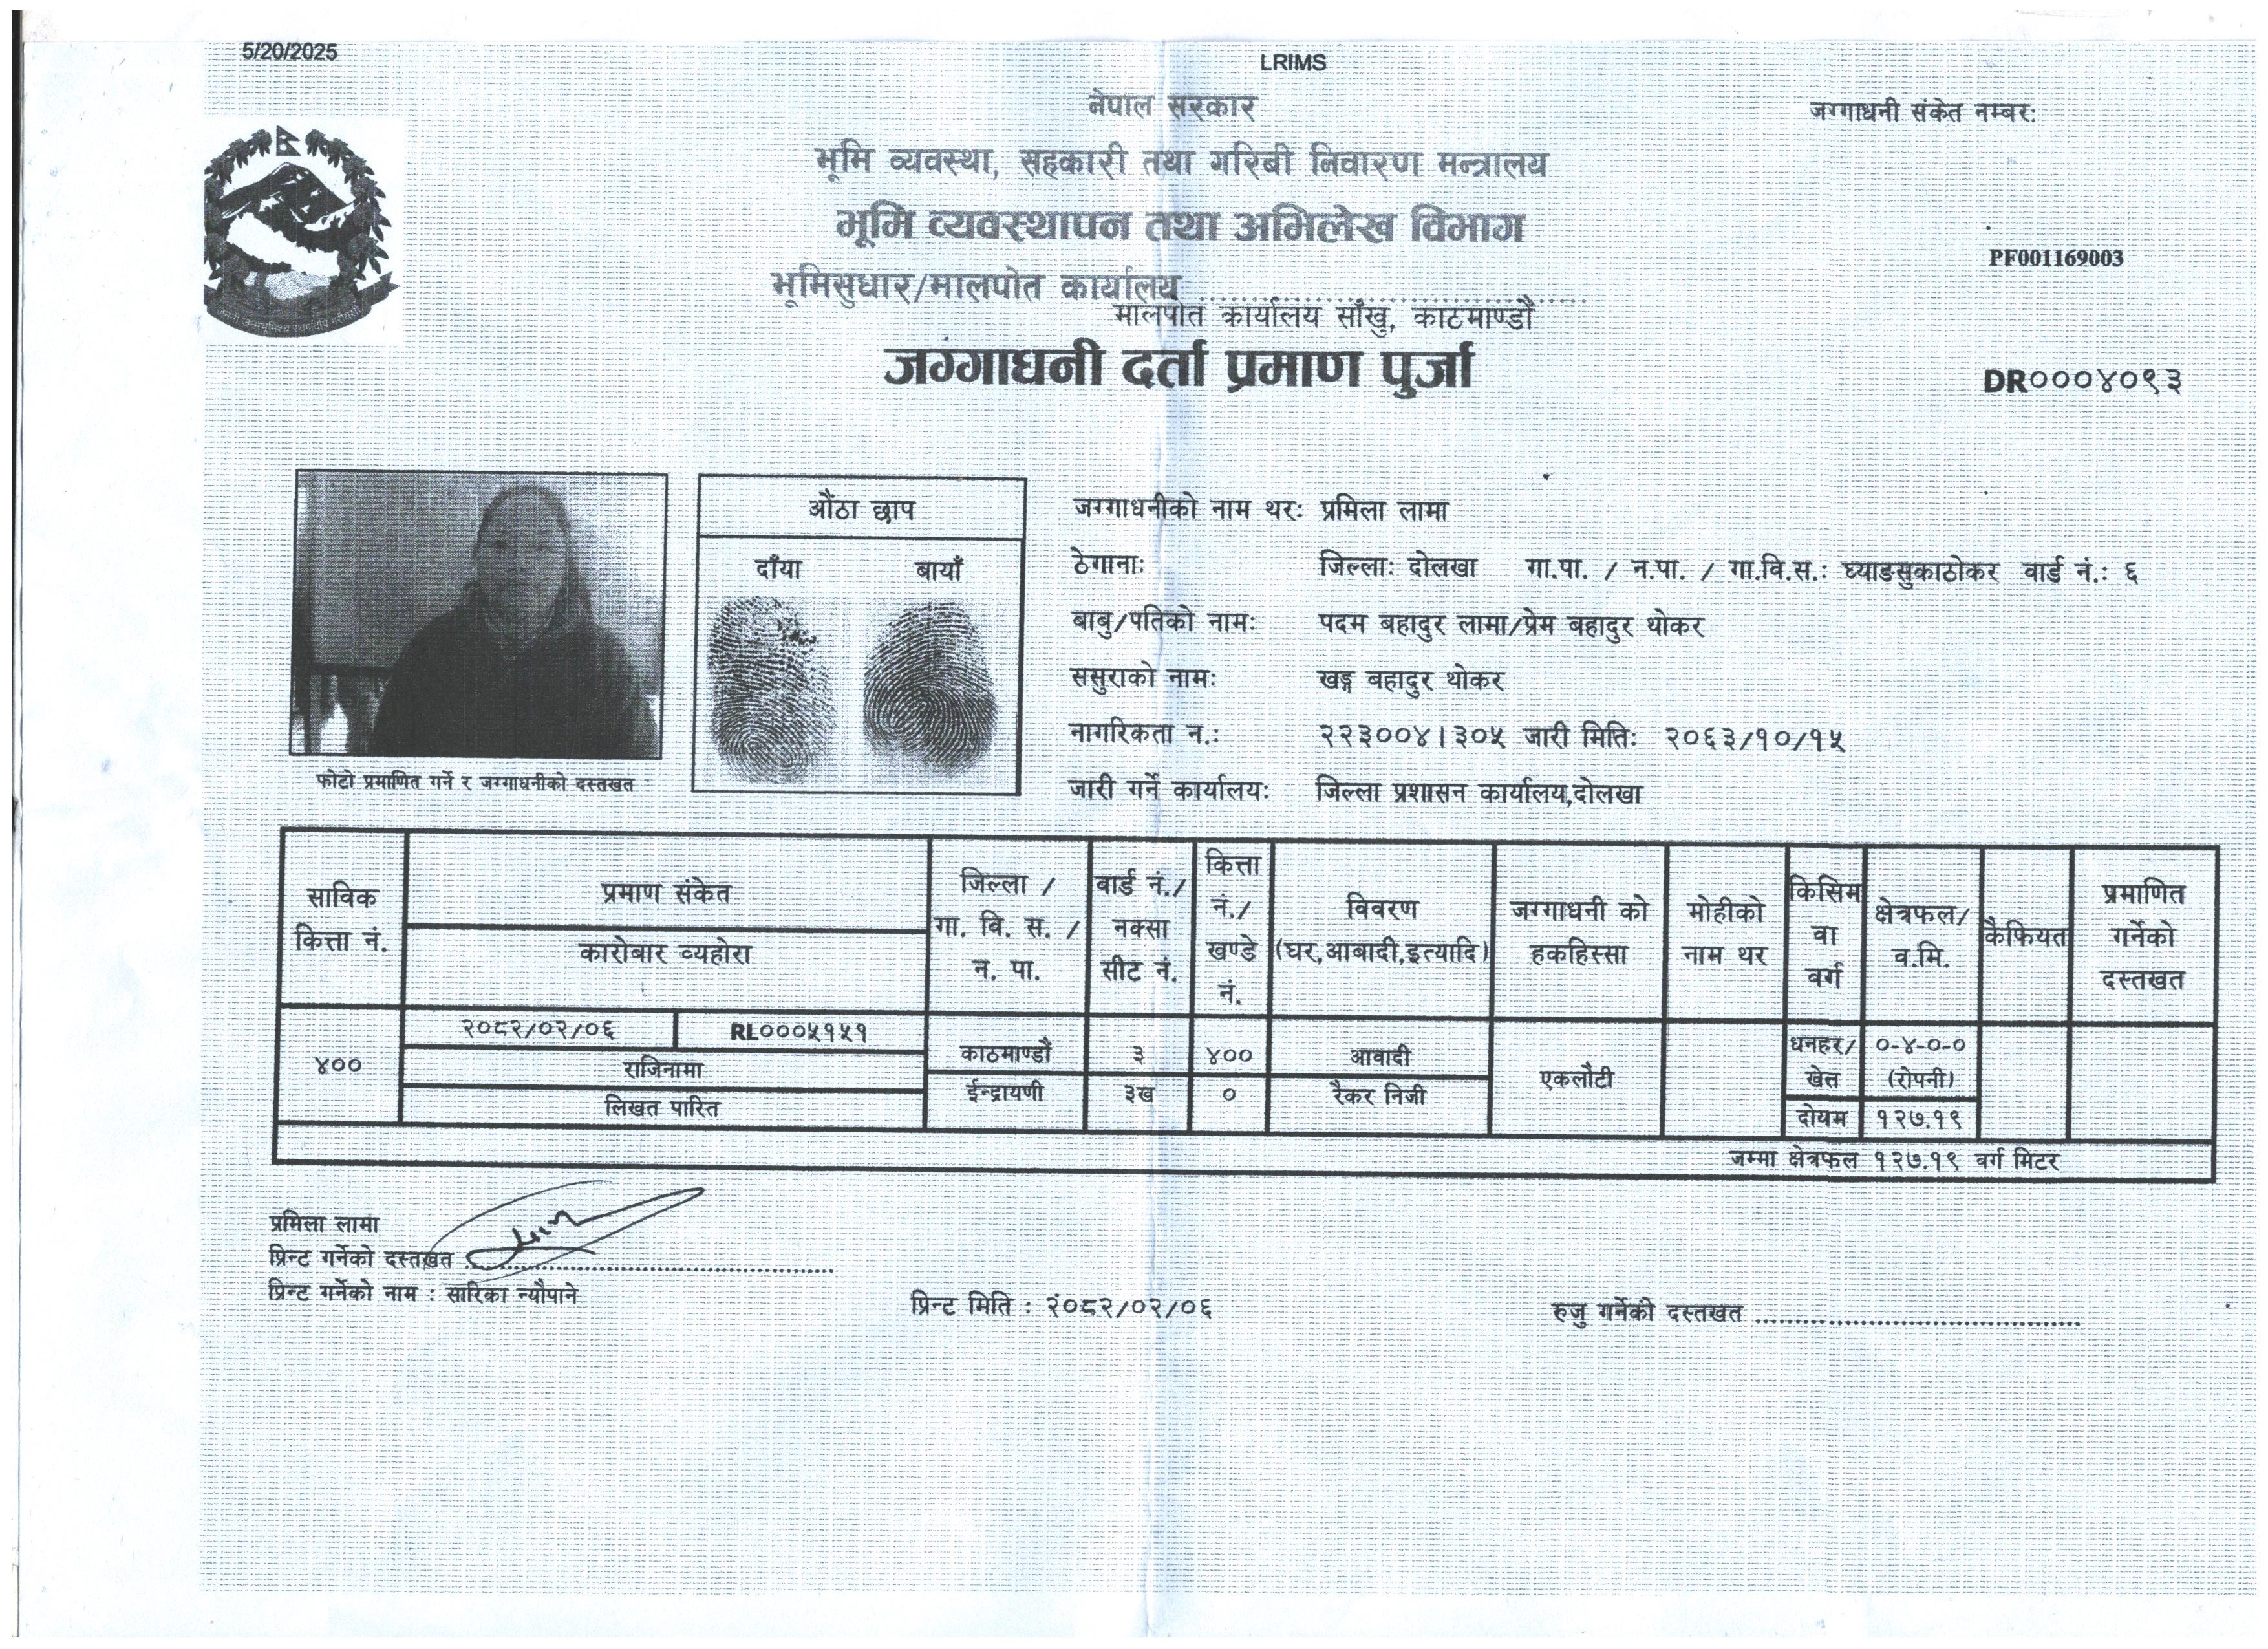 5/20/2025
LRIMS
नेपाल सरकार
जग्गाधनी संकेत नम्बर:
भूमि व्यवस्था, सहकारी तथा गरिबी निवारण मन्त्रालय
भूमि व्यवस्थापन तथा अभिलेख विभाग
PF001169003
भूमिसुधार/मालपोत कार्यालय ........................................
मालपोत कार्यालय साँखु, काठमाण्डौं
जग्गाधनी दर्ता प्रमाण पुर्जा
DR०००४०९३
औंठा छाप
दाँया बायाँ
जग्गाधनीको नाम थर: प्रमिला लामा
ठेगाना: जिल्ला: दोलखा गा.पा. / न.पा. / गा.वि.स.: घ्याङसुकाठोकर वार्ड नं.: ६
बाबु/पतिको नाम: पदम बहादुर लामा/प्रेम बहादुर थोकर
ससुराको नाम: खड्ग बहादुर थोकर
नागरिकता न.: २२३००४।३०५ जारी मिति: २०६३/१०/१५
जारी गर्ने कार्यालय: जिल्ला प्रशासन कार्यालय,दोलखा
फोटो प्रमाणित गर्ने र जग्गाधनीको दस्तखत
साविक कित्ता नं.
प्रमाण संकेत
कारोबार व्यहोरा
जिल्ला / गा. वि. स. / न. पा.
वार्ड नं./ नक्सा सीट नं.
कित्ता नं./ खण्डे नं.
विवरण (घर,आबादी,इत्यादि)
जग्गाधनी को हकहिस्सा
मोहीको नाम थर
किसिम वा वर्ग
क्षेत्रफल/ व.मि.
कैफियत
प्रमाणित गर्नेको दस्तखत
४००
२०८२/०२/०६ RL०००५१५१
राजिनामा
लिखत पारित
काठमाण्डौं ३ ४०० आवादी
ईन्द्रायणी ३ख ० रैकर निजी
एकलौटी
धनहर/ खेत
०-४-०-० (रोपनी)
दोयम १२७.१९
जम्मा क्षेत्रफल १२७.१९ वर्ग मिटर
प्रमिला लामा
प्रिन्ट गर्नेको दस्तखत ........................................
प्रिन्ट गर्नेको नाम : सारिका न्यौपाने
प्रिन्ट मिति : २०८२/०२/०६
रुजु गर्नेको दस्तखत ........................................